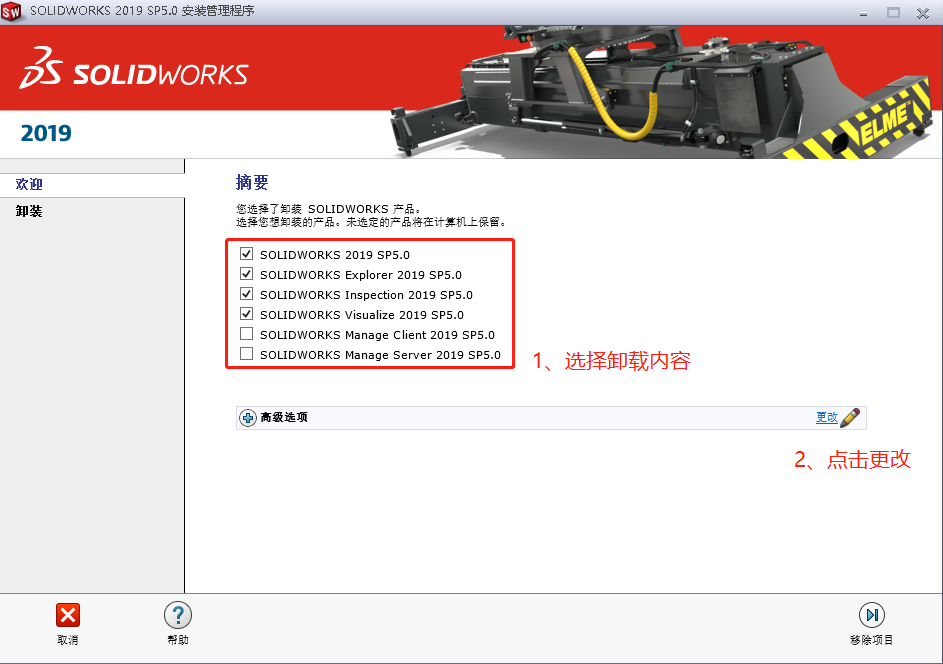 SW
SOLIDWORKS 2019 SP5.0 安装管理程序
SOLIDWORKS
ELME™
2019
欢迎
卸装
摘要
您选择了卸装 SOLIDWORKS 产品。
选择您想卸装的产品。未选定的产品将在计算机上保留。
SOLIDWORKS 2019 SP5.0
SOLIDWORKS Explorer 2019 SP5.0
SOLIDWORKS Inspection 2019 SP5.0
SOLIDWORKS Visualize 2019 SP5.0
SOLIDWORKS Manage Client 2019 SP5.0
SOLIDWORKS Manage Server 2019 SP5.0
1、选择卸载内容
高级选项
更改
2、点击更改
取消
帮助
移除项目